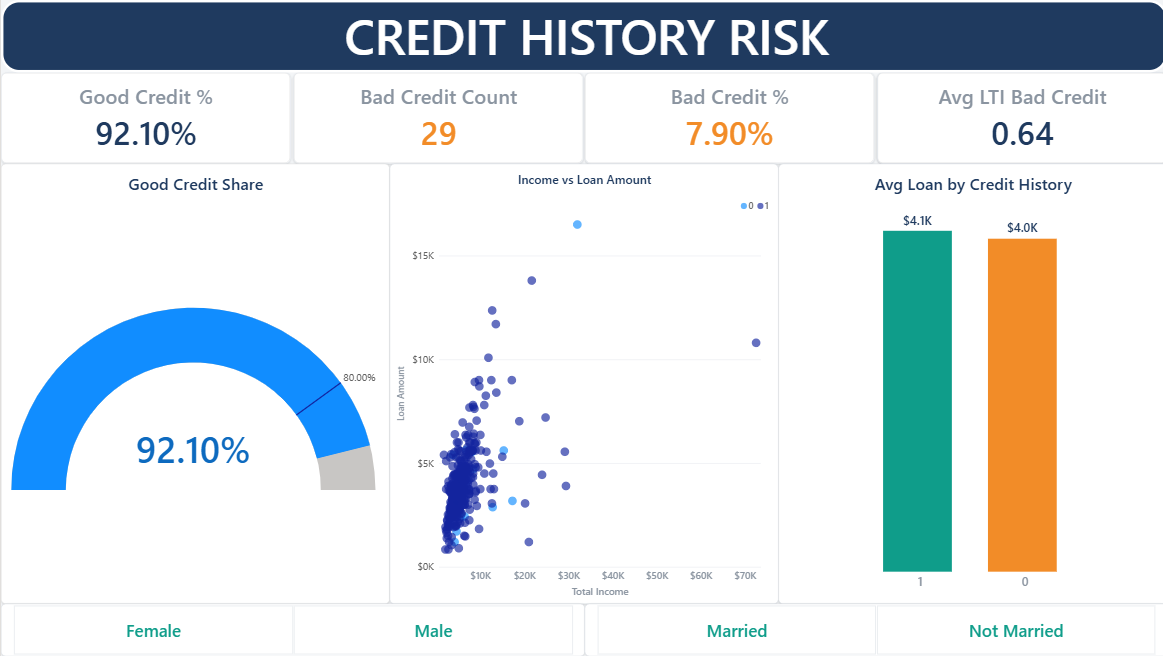 CREDIT HISTORY RISK
Good Credit %
92.10%
Bad Credit Count
29
Bad Credit %
7.90%
Avg LTI Bad Credit
0.64
Good Credit Share
80.00%
92.10%
Income vs Loan Amount
0 1
$15K
$10K
$5K
$0K
Loan Amount
$10K $20K $30K $40K $50K $60K $70K
Total Income
Avg Loan by Credit History
$4.1K
$4.0K
1 0
Female
Male
Married
Not Married